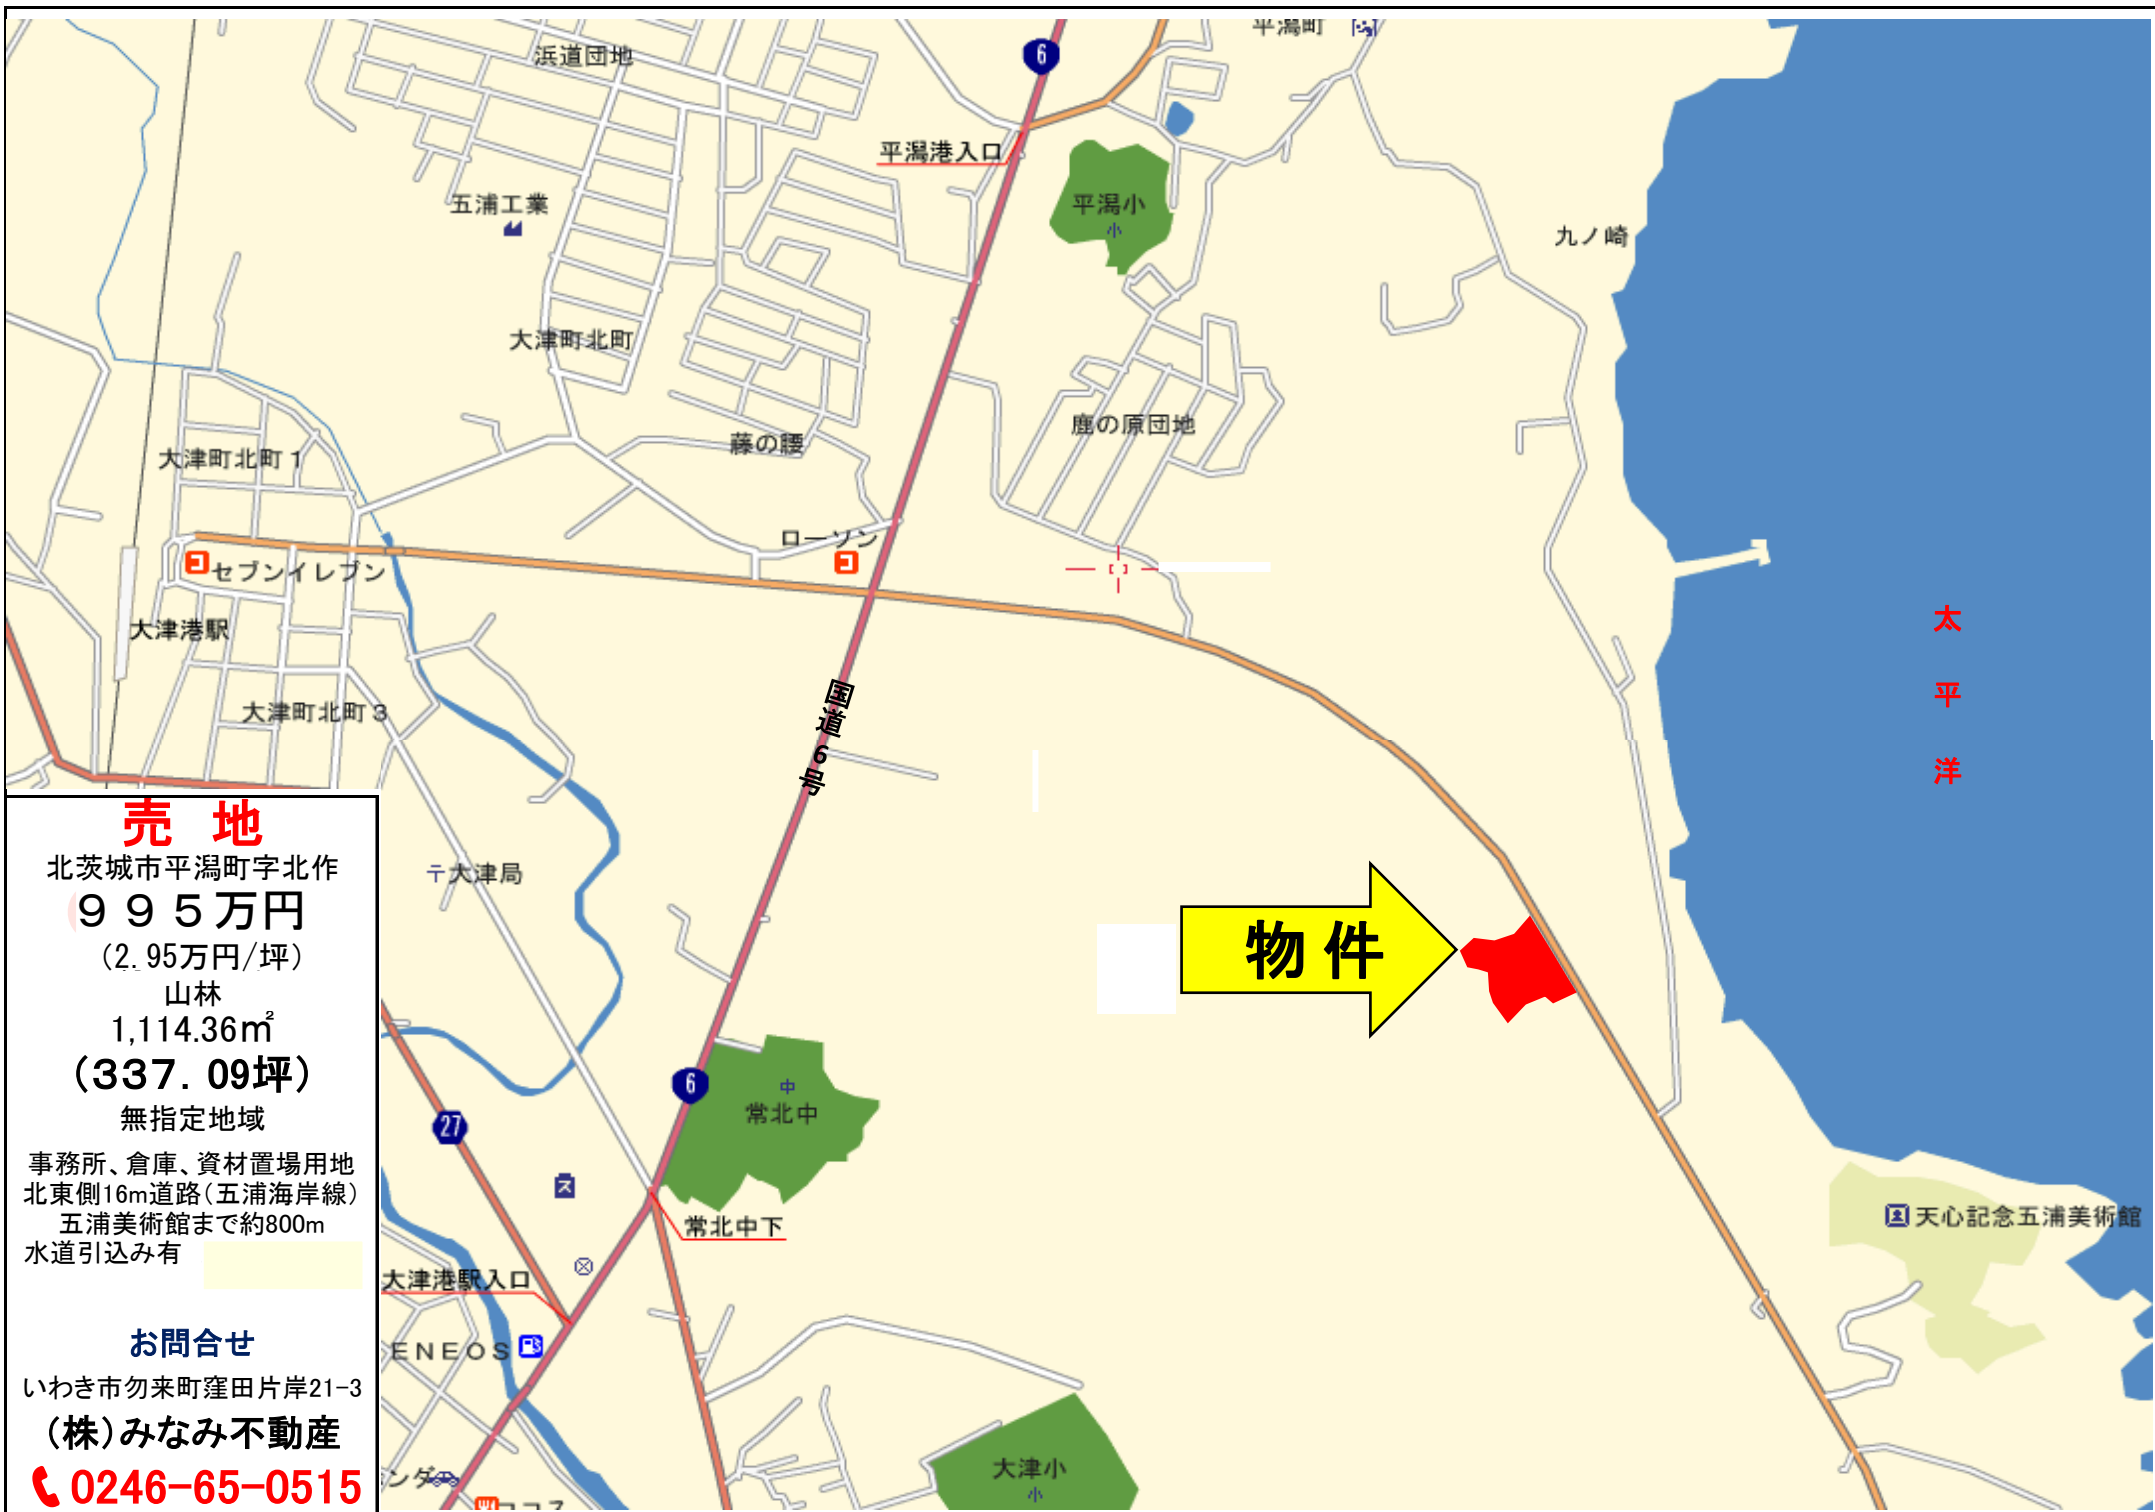 浜道団地
6
平潟町
平潟港入口
平潟小
小
五浦工業
九ノ崎
大津町北町
鹿の原団地
藤の腰
大津町北町1
ローソン
セブンイレブン
大津港駅
太平洋
国道6号
大津町北町3
売 地
北茨城市平潟町字北作
995万円
（2.95万円/坪）
山林
1,114.36㎡
（337.09坪）
無指定地域
事務所、倉庫、資材置場用地
北東側16m道路（五浦海岸線）
五浦美術館まで約800m
水道引込み有
お問合せ
いわき市勿来町窪田片岸21-3
（株）みなみ不動産
0246-65-0515
〒大津局
物件
6
中
常北中
27
ス
常北中下
天心記念五浦美術館
大津港駅入口
ENEOS
大津小
小
ンダ
ココス